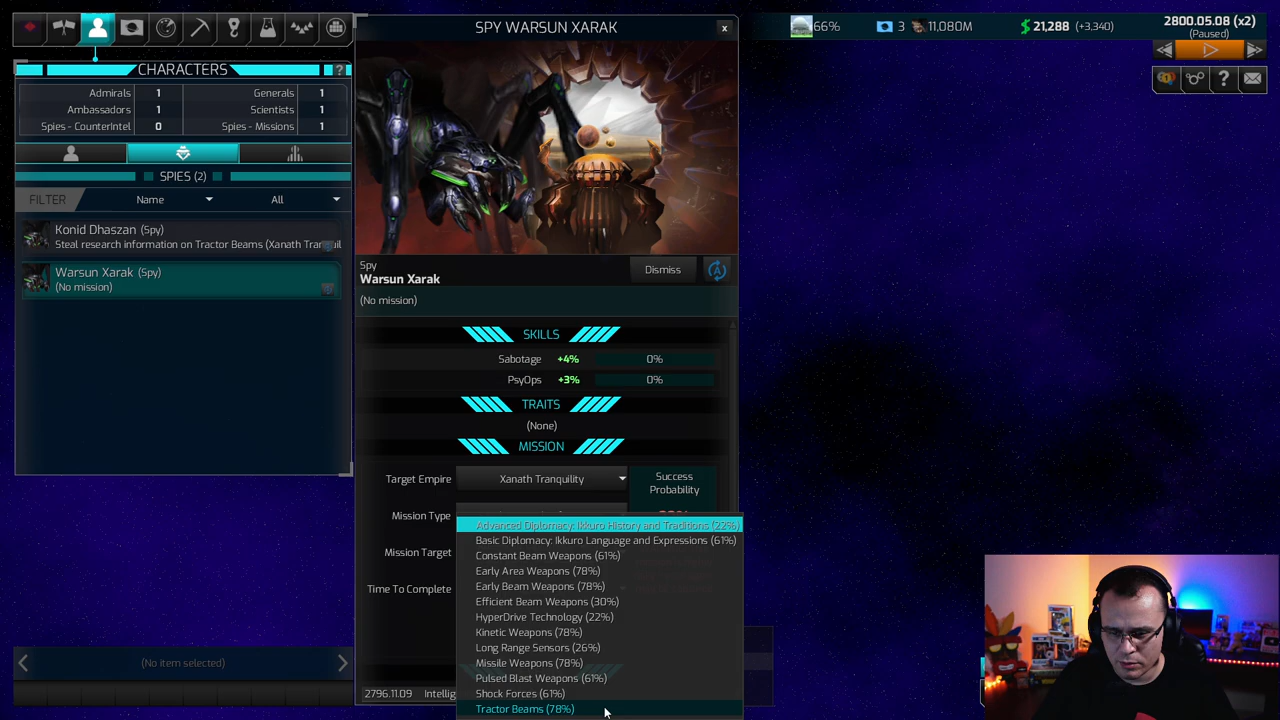 SPY WARSUN XARAK
x
66%
3
11,080M
$ 21,288 (+3,340)
2800.05.08 (x2)
(Paused)
CHARACTERS
?
?
Admirals 1 Generals 1
Ambassadors 1 Scientists 1
Spies - CounterIntel 0 Spies - Missions 1
SPIES (2)
FILTER Name All
Konid Dhaszan (Spy)
Steal research information on Tractor Beams (Xanath Tranquil
Warsun Xarak (Spy)
(No mission)
(No item selected)
Spy
Warsun Xarak
Dismiss
(No mission)
SKILLS
Sabotage +4% 0%
PsyOps +3% 0%
TRAITS
(None)
MISSION
Target Empire Xanath Tranquility
Success
Probability
Mission Type
Mission Target
Time To Complete
Advanced Diplomacy: Ikkuro History and Traditions (22%)
Basic Diplomacy: Ikkuro Language and Expressions (61%)
Constant Beam Weapons (61%)
Early Area Weapons (78%)
Early Beam Weapons (78%)
Efficient Beam Weapons (30%)
HyperDrive Technology (22%)
Kinetic Weapons (78%)
Long Range Sensors (26%)
Missile Weapons (78%)
Pulsed Blast Weapons (61%)
Shock Forces (61%)
Tractor Beams (78%)
2796.11.09 Intellig